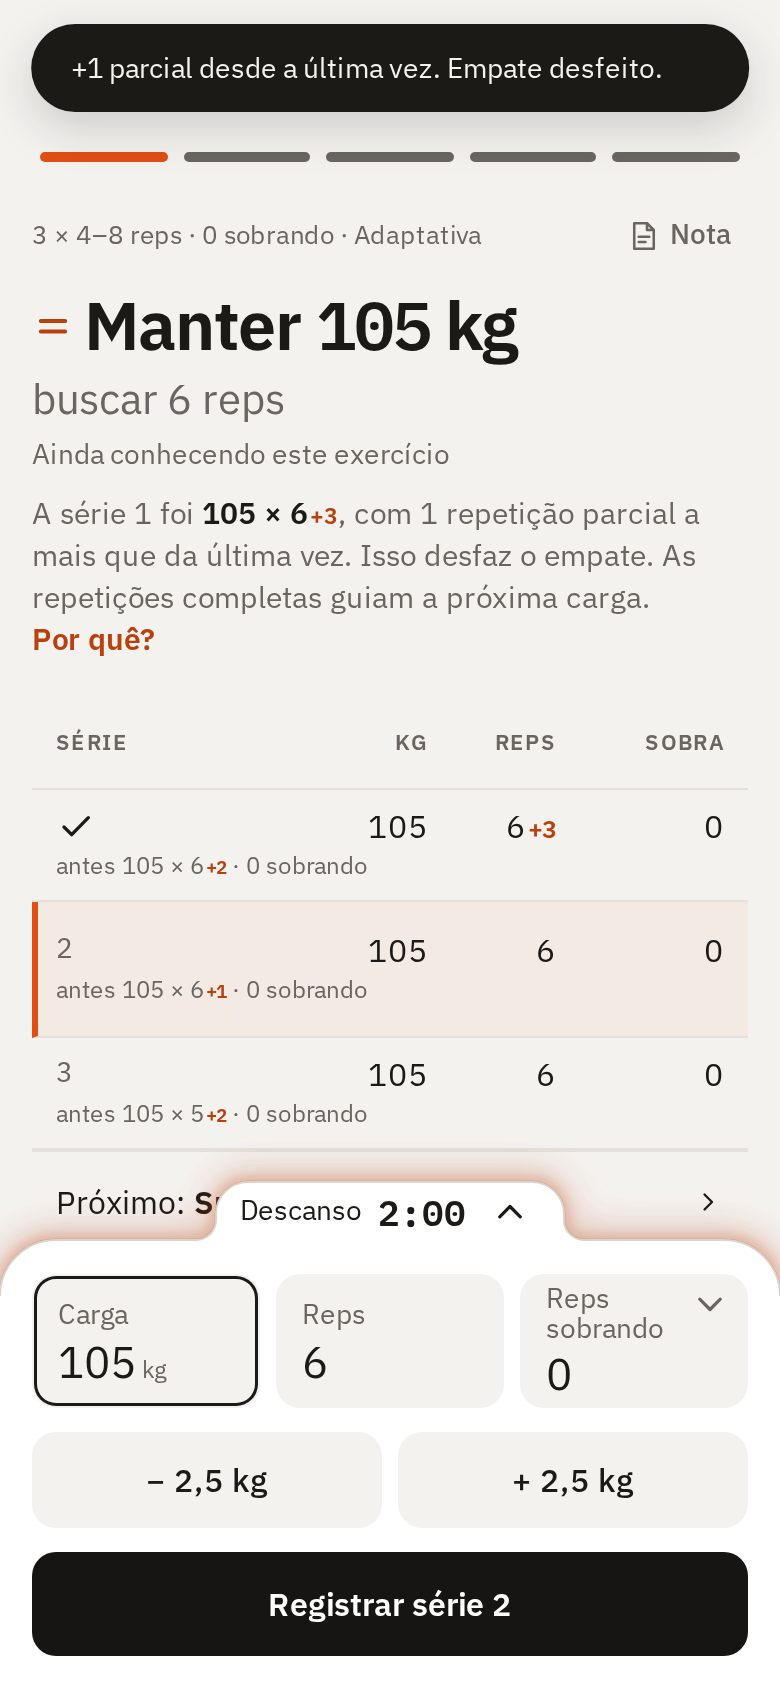 +1 parcial desde a última vez. Empate desfeito.
3 × 4–8 reps · 0 sobrando · Adaptativa
Nota
= Manter 105 kg
buscar 6 reps
Ainda conhecendo este exercício
A série 1 foi 105 × 6+3, com 1 repetição parcial a
mais que da última vez. Isso desfaz o empate. As
repetições completas guiam a próxima carga.
Por quê?
SÉRIE KG REPS SOBRA
105 6+3 0
antes 105 × 6+2 · 0 sobrando
2 105 6 0
antes 105 × 6+1 · 0 sobrando
3 105 6 0
antes 105 × 5+2 · 0 sobrando
Próximo:
Descanso 2:00
Carga
105 kg
Reps
6
Reps
sobrando
0
– 2,5 kg
+ 2,5 kg
Registrar série 2